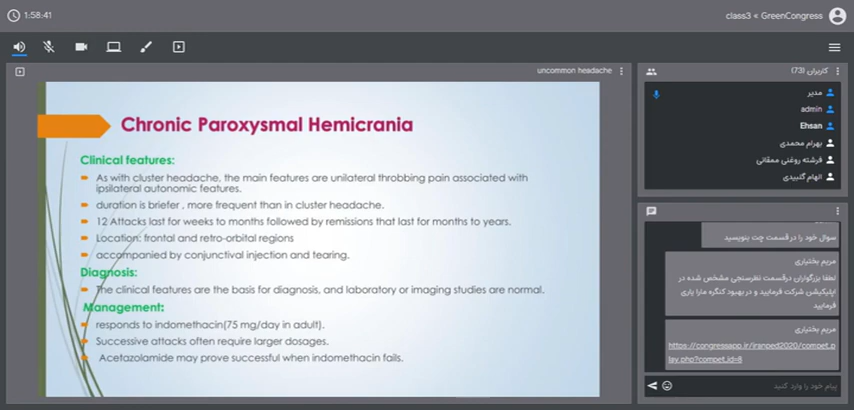 1:58:41
class3 < GreenCongress
uncommon headache
Chronic Paroxysmal Hemicrania
Clinical features:
As with cluster headache, the main features are unilateral throbbing pain associated with
ipsilateral autonomic features.
duration is briefer , more frequent than in cluster headache.
12 Attacks last for weeks to months followed by remissions that last for months to years.
Location: frontal and retro-orbital regions
accompanied by conjunctival injection and tearing.
Diagnosis:
The clinical features are the basis for diagnosis, and laboratory or imaging studies are normal.
Management:
responds to indomethacin(75 mg/day in adult).
Successive attacks often require larger dosages.
Acetazolamide may prove successful when indomethacin fails.
کاربران (73)
مدیر
admin
Ehsan
بهرام محمدی
فرشته روغنی ممقانی
الهام گلبیدی
سوال خود را در قسمت چت بنویسید
مریم بختیاری
لطفا بزرگواران درقسمت نظرسنجی مشخص شده در
اپلیکیشن شرکت فرمایید و در بهبود کنگره مارا یاری
فرمایید
مریم بختیاری
https://congressapp.ir/iranped2020/compet.p
lay.php?compet_id=8
پیام خود را وارد کنید